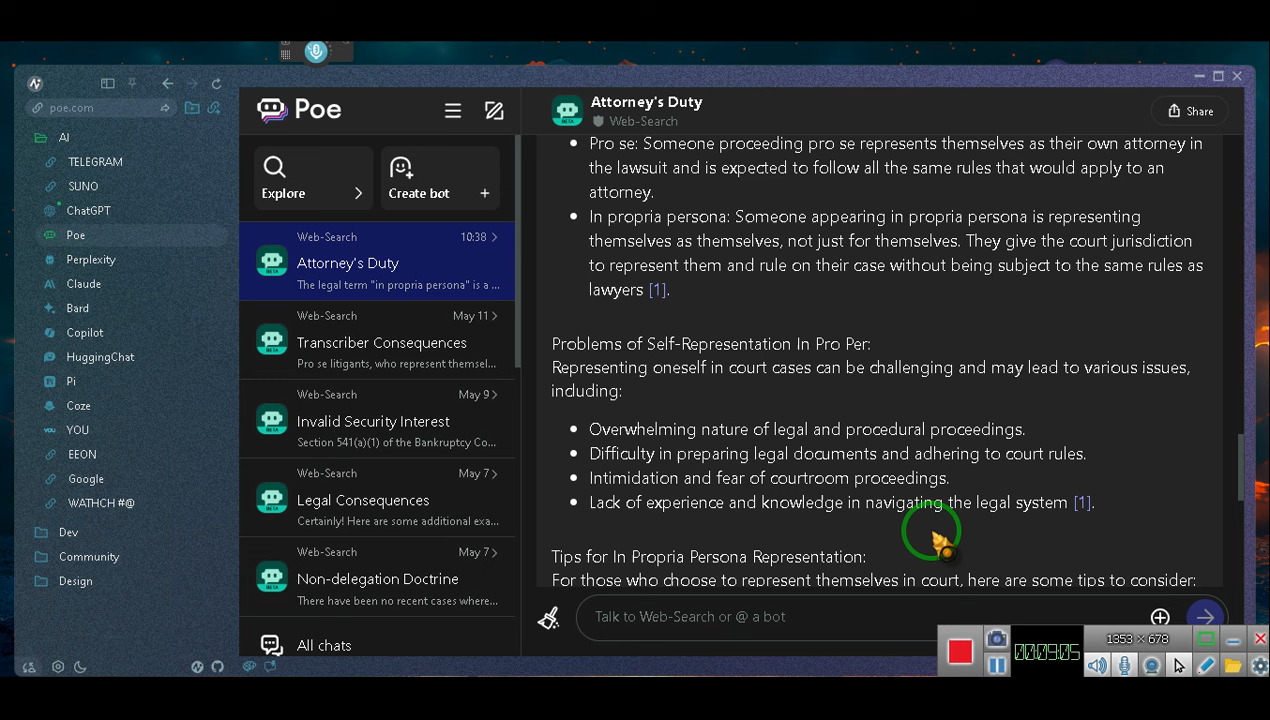 poe.com
AI
TELEGRAM
SUNO
ChatGPT
Poe
Perplexity
Claude
Bard
Copilot
HuggingChat
Pi
Coze
YOU
EEON
Google
WATHCH #@
Dev
Community
Design
Poe
Explore
Create bot +
Web-Search 10:38
Attorney's Duty
The legal term "in propria persona" is a ...
Web-Search May 11
Transcriber Consequences
Pro se litigants, who represent themsel...
Web-Search May 9
Invalid Security Interest
Section 541(a)(1) of the Bankruptcy Co...
Web-Search May 7
Legal Consequences
Certainly! Here are some additional exa...
Web-Search May 7
Non-delegation Doctrine
There have been no recent cases where...
All chats
BETA
BETA
BETA
BETA
BETA
BETA
Attorney's Duty
Web-Search
Share
• Pro se: Someone proceeding pro se represents themselves as their own attorney in
the lawsuit and is expected to follow all the same rules that would apply to an
attorney.
• In propria persona: Someone appearing in propria persona is representing
themselves as themselves, not just for themselves. They give the court jurisdiction
to represent them and rule on their case without being subject to the same rules as
lawyers [1].
Problems of Self-Representation In Pro Per:
Representing oneself in court cases can be challenging and may lead to various issues,
including:
• Overwhelming nature of legal and procedural proceedings.
• Difficulty in preparing legal documents and adhering to court rules.
• Intimidation and fear of courtroom proceedings.
• Lack of experience and knowledge in navigating the legal system [1].
Tips for In Propria Persona Representation:
For those who choose to represent themselves in court, here are some tips to consider:
Talk to Web-Search or @ a bot
1353 × 678
00:09:05